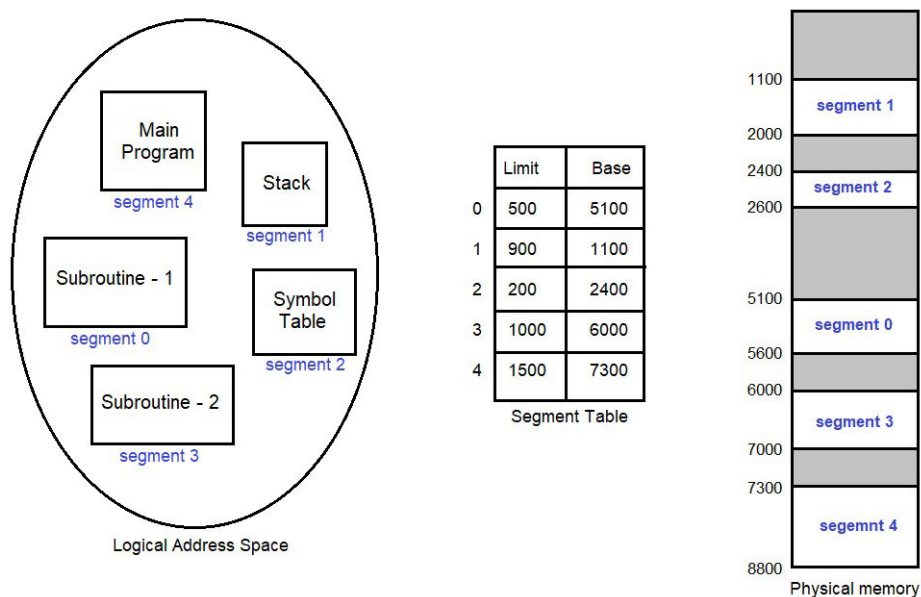 Main
Program
segment 4
Stack
segment 1
Subroutine - 1
segment 0
Symbol
Table
segment 2
Subroutine - 2
segment 3
Logical Address Space
Limit Base
0 500 5100
1 900 1100
2 200 2400
3 1000 6000
4 1500 7300
Segment Table
1100
segment 1
2000
2400
segment 2
2600
5100
segment 0
5600
6000
segment 3
7000
7300
segemnt 4
8800
Physical memory